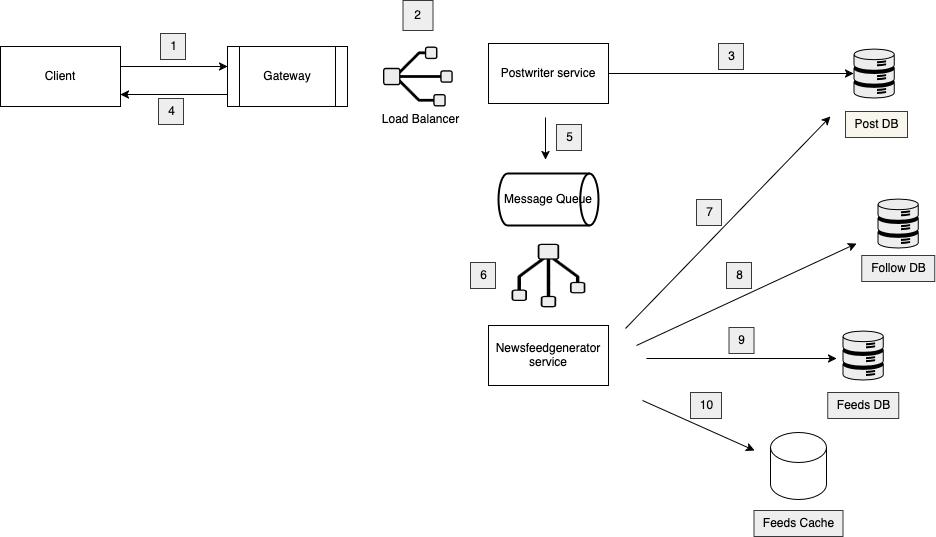 2
1
Client
Gateway
4
Load Balancer
Postwriter service
3
Post DB
5
Message Queue
7
6
8
Follow DB
Newsfeedgenerator
service
9
Feeds DB
10
Feeds Cache